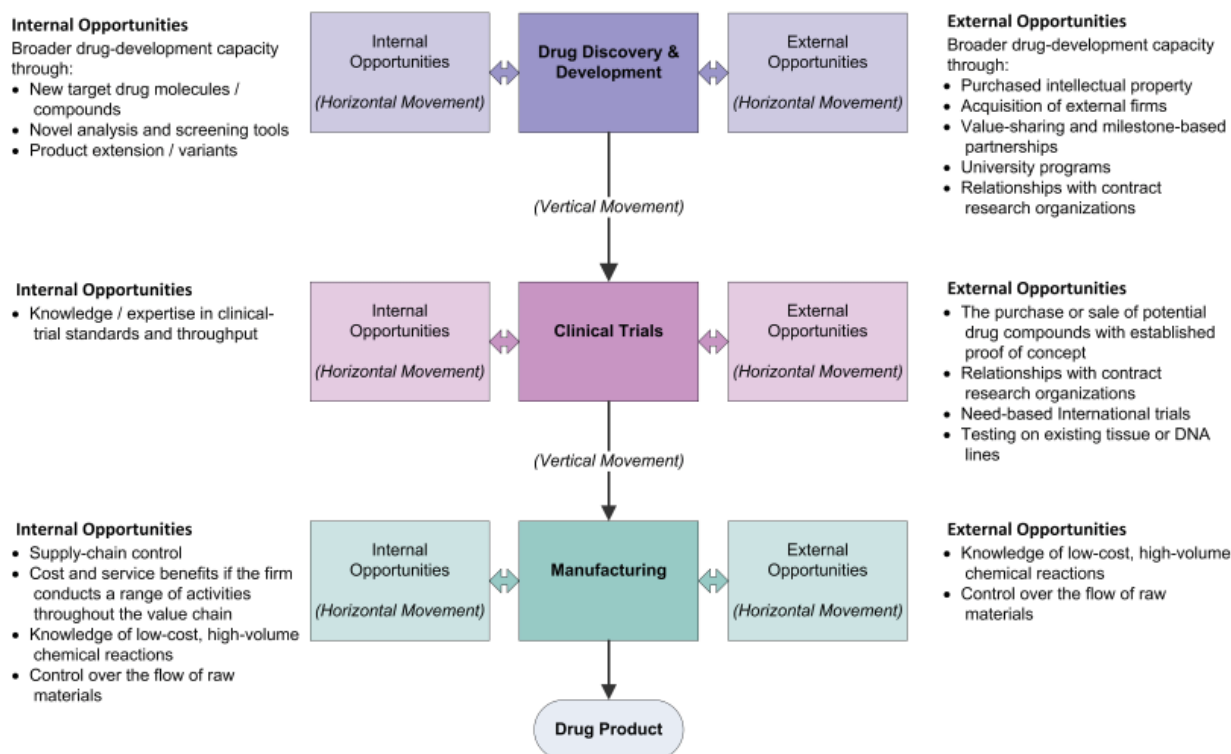 Internal Opportunities
Broader drug-development capacity
through:
• New target drug molecules /
compounds
• Novel analysis and screening tools
• Product extension / variants
Internal
Opportunities
(Horizontal Movement)
Drug Discovery &
Development
External
Opportunities
(Horizontal Movement)
External Opportunities
Broader drug-development capacity
through:
• Purchased intellectual property
• Acquisition of external firms
• Value-sharing and milestone-based
partnerships
• University programs
• Relationships with contract
research organizations
(Vertical Movement)
Internal Opportunities
• Knowledge / expertise in clinical-
trial standards and throughput
Internal
Opportunities
(Horizontal Movement)
Clinical Trials
External
Opportunities
(Horizontal Movement)
External Opportunities
• The purchase or sale of potential
drug compounds with established
proof of concept
• Relationships with contract
research organizations
• Need-based International trials
• Testing on existing tissue or DNA
lines
(Vertical Movement)
Internal Opportunities
• Supply-chain control
• Cost and service benefits if the firm
conducts a range of activities
throughout the value chain
• Knowledge of low-cost, high-volume
chemical reactions
• Control over the flow of raw
materials
Internal
Opportunities
(Horizontal Movement)
Manufacturing
External
Opportunities
(Horizontal Movement)
External Opportunities
• Knowledge of low-cost, high-volume
chemical reactions
• Control over the flow of raw
materials
Drug Product